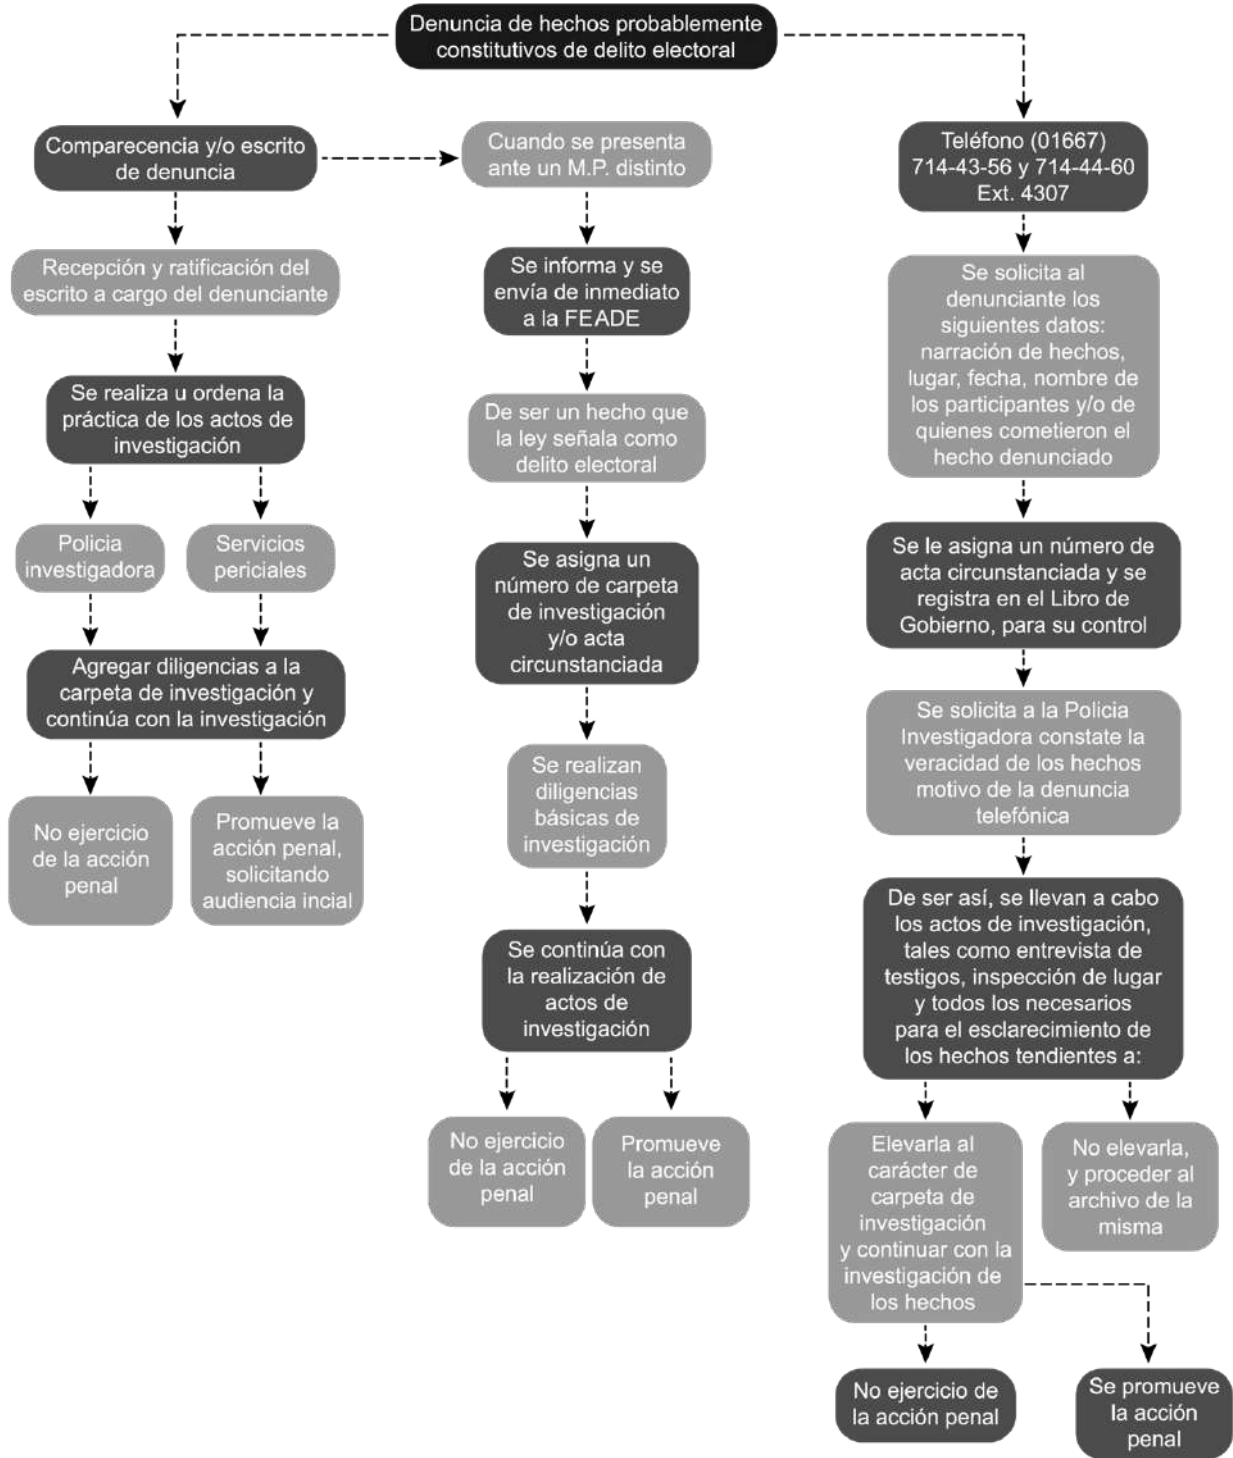 Denuncia de hechos probablemente
constitutivos de delito electoral
Comparecencia y/o escrito
de denuncia
Recepción y ratificación del
escrito a cargo del denunciante
Se realiza u ordena la
práctica de los actos de
investigación
Policia
investigadora
Servicios
periciales
Agregar diligencias a la
carpeta de investigación y
continúa con la investigación
No ejercicio
de la acción
penal
Promueve la
acción penal,
solicitando
audiencia incial
Cuando se presenta
ante un M.P. distinto
Se informa y se
envía de inmediato
a la FEADE
De ser un hecho que
la ley señala como
delito electoral
Se asigna un
número de carpeta
de investigación
y/o acta
circunstanciada
Se realizan
diligencias
básicas de
investigación
Se continúa con
la realización de
actos de
investigación
No ejercicio
de la acción
penal
Promueve
la acción
penal
Teléfono (01667)
714-43-56 y 714-44-60
Ext. 4307
Se solicita al
denunciante los
siguientes datos:
narración de hechos,
lugar, fecha, nombre de
los participantes y/o de
quienes cometieron el
hecho denunciado
Se le asigna un número de
acta circunstanciada y se
registra en el Libro de
Gobierno, para su control
Se solicita a la Policia
Investigadora constate la
veracidad de los hechos
motivo de la denuncia
telefónica
De ser así, se llevan a cabo
los actos de investigación,
tales como entrevista de
testigos, inspección de lugar
y todos los necesarios
para el esclarecimiento de
los hechos tendientes a:
Elevarla al
carácter de
carpeta de
investigación
y continuar con la
investigación de
los hechos
No elevarla,
y proceder al
archivo de la
misma
No ejercicio de
la acción penal
Se promueve
la acción
penal